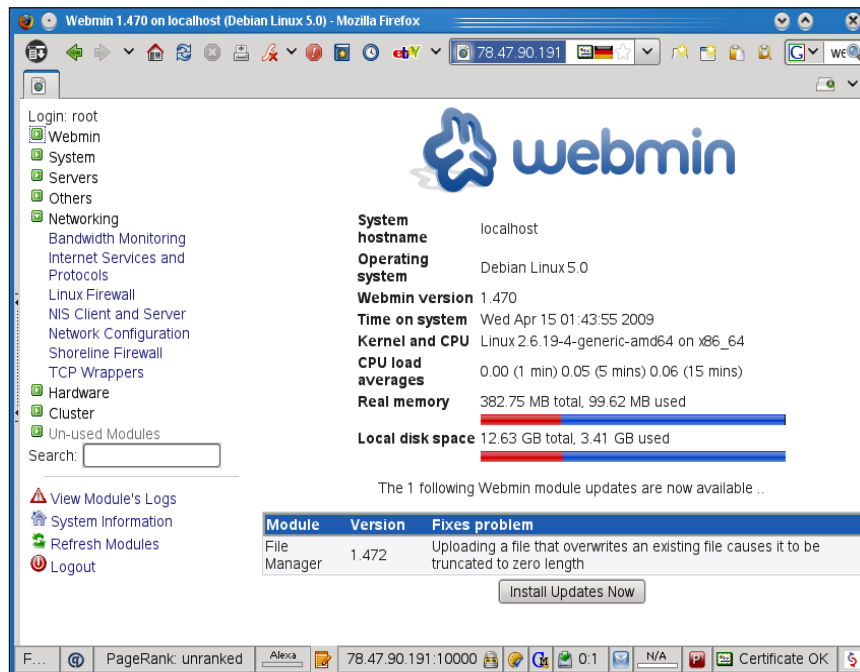 Webmin 1.470 on localhost (Debian Linux 5.0) - Mozilla Firefox
78.47.90.191
Login: root
Webmin
System
Servers
Others
Networking
Bandwidth Monitoring
Internet Services and
Protocols
Linux Firewall
NIS Client and Server
Network Configuration
Shoreline Firewall
TCP Wrappers
Hardware
Cluster
Un-used Modules
Search:
View Module's Logs
System Information
Refresh Modules
Logout
webmin
System
hostname localhost
Operating
system Debian Linux 5.0
Webmin version 1.470
Time on system Wed Apr 15 01:43:55 2009
Kernel and CPU Linux 2.6.19-4-generic-amd64 on x86_64
CPU load
averages 0.00 (1 min) 0.05 (5 mins) 0.06 (15 mins)
Real memory 382.75 MB total, 99.62 MB used
Local disk space 12.63 GB total, 3.41 GB used
The 1 following Webmin module updates are now available ..
Module Version Fixes problem
File
Manager 1.472 Uploading a file that overwrites an existing file causes it to be
truncated to zero length
Install Updates Now
F... @ PageRank: unranked Alexa 78.47.90.191:10000 0:1 N/A Certificate OK